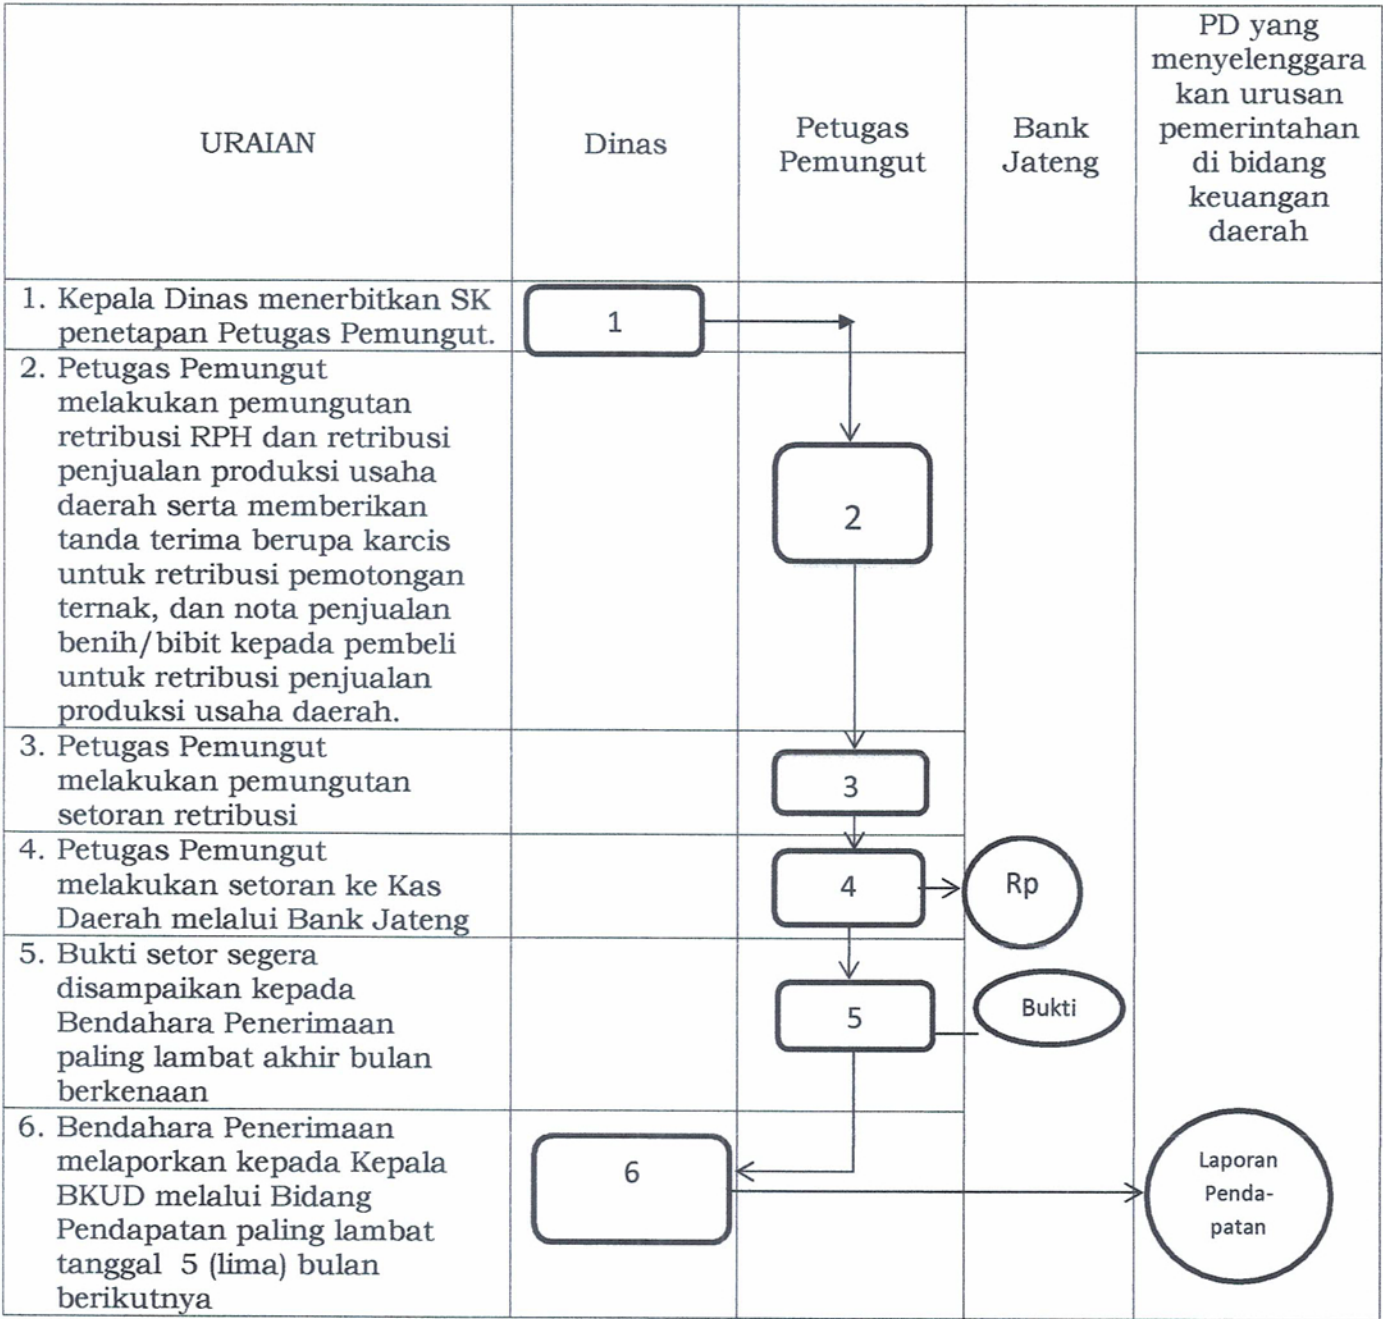 URAIAN
Dinas
Petugas
Pemungut
Bank
Jateng
PD yang
menyelenggara
kan urusan
pemerintahan
di bidang
keuangan
daerah
1. Kepala Dinas menerbitkan SK
penetapan Petugas Pemungut.
1
2. Petugas Pemungut
melakukan pemungutan
retribusi RPH dan retribusi
penjualan produksi usaha
daerah serta memberikan
tanda terima berupa karcis
untuk retribusi pemotongan
ternak, dan nota penjualan
benih/bibit kepada pembeli
untuk retribusi penjualan
produksi usaha daerah.
2
3. Petugas Pemungut
melakukan pemungutan
setoran retribusi
3
4. Petugas Pemungut
melakukan setoran ke Kas
Daerah melalui Bank Jateng
4
Rp
5. Bukti setor segera
disampaikan kepada
Bendahara Penerimaan
paling lambat akhir bulan
berkenaan
5
Bukti
6. Bendahara Penerimaan
melaporkan kepada Kepala
BKUD melalui Bidang
Pendapatan paling lambat
tanggal 5 (lima) bulan
berikutnya
6
Laporan
Penda-
patan